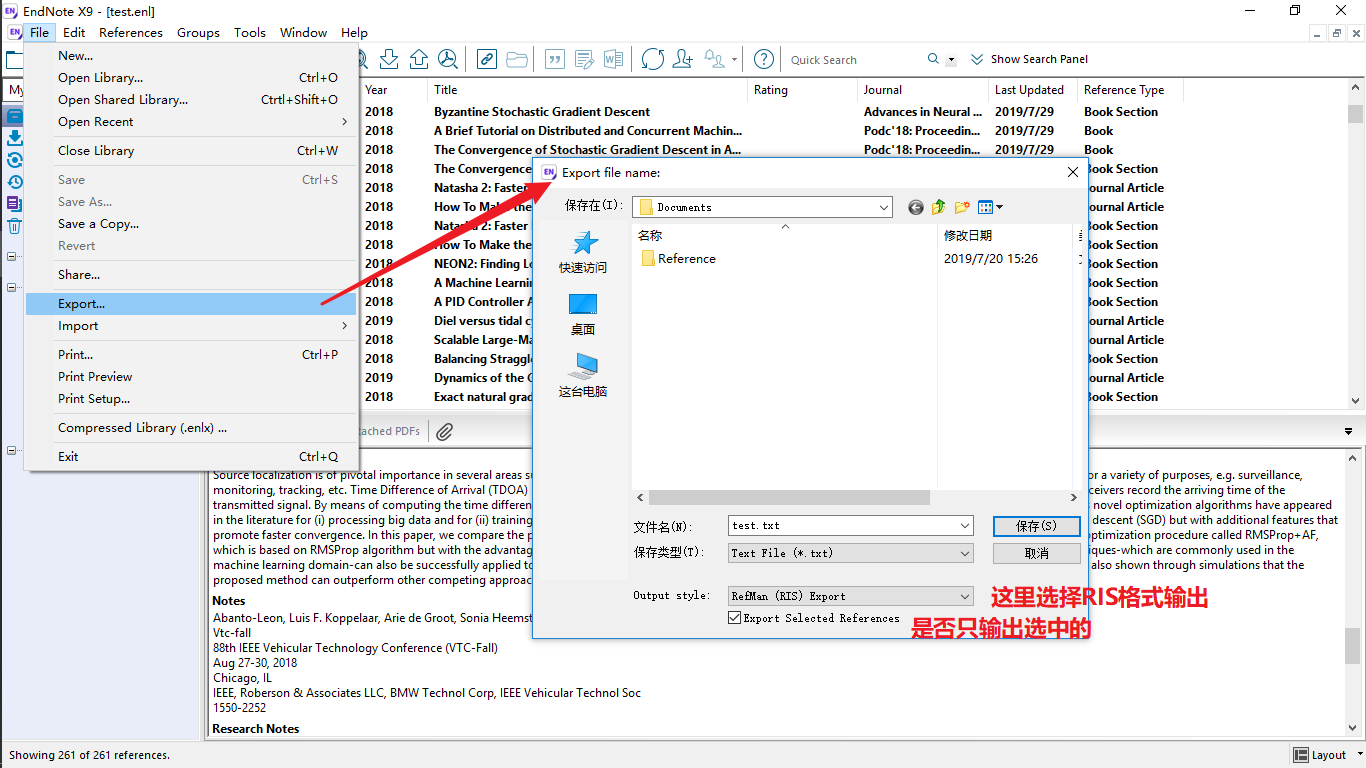 EndNote X9 - [test.enl]
File Edit References Groups Tools Window Help
New...
Open Library... Ctrl+O
Open Shared Library... Ctrtl+Shift+O
Open Recent
Close Library Ctrl+W
Save Ctrl+S
Save As...
Save a Copy...
Revert
Share...
Export...
Import
Print... Ctrl+P
Print Preview
Print Setup...
Compressed Library (.enlx) ...
Exit Ctrl+Q
My
Quick Search
Show Search Panel
Year Title Rating Journal Last Updated Reference Type
2018 Byzantine Stochastic Gradient Descent Advances in Neural ... 2019/7/29 Book Section
2018 A Brief Tutorial on Distributed and Concurrent Machin... Podc'18: Proceedin... 2019/7/29 Book
2018 The Convergence of Stochastic Gradient Descent in A... Podc'18: Proceedin... 2019/7/29 Book
2018 The Convergence ook Section
2018 Natasha 2: Faster ournal Article
2018 How To Make the ournal Article
2018 Natasha 2: Faster ook Section
2018 How To Make the ook Section
2018 NEON2: Finding Lo ook Section
2018 A Machine Learnin ook Section
2018 A PID Controller A ook Section
2019 Diel versus tidal c ournal Article
2018 Scalable Large-Ma ournal Article
2018 Balancing Straggle ook Section
2019 Dynamics of the G ournal Article
2018 Exact natural grad ook Section
Export file name:
保存在(I): Documents
名称 修改日期
Reference 2019/7/20 15:26
快速访问
桌面
这台电脑
文件名(N): test.txt 保存(S)
保存类型(T): Text File (*.txt) 取消
Output style: RefMan (RIS) Export
这里选择RIS格式输出
Export Selected References
是否只输出选中的
tached PDFs
Source localization is of pivotal importance in several areas su or a variety of purposes, e.g. surveillance,
monitoring, tracking, etc. Time Difference of Arrival (TDOA) ceivers record the arriving time of the
transmitted signal. By means of computing the time differen s novel optimization algorithms have appeared
in the literature for (i) processing big data and for (ii) training descent (SGD) but with additional features that
promote faster convergence. In this paper, we compare the p optimization procedure called RMSProp+AF,
which is based on RMSProp algorithm but with the advantag iques-which are commonly used in the
machine learning domain-can also be successfully applied to also shown through simulations that the
proposed method can outperform other competing approac
Notes
Abanto-Leon, Luis F. Koppelaar, Arie de Groot, Sonia Heemst
Vtc-fall
88th IEEE Vehicular Technology Conference (VTC-Fall)
Aug 27-30, 2018
Chicago, IL
IEEE, Roberson & Associates LLC, BMW Technol Corp, IEEE Vehicular Technol Soc
1550-2252
Research Notes
Showing 261 of 261 references.
Layout